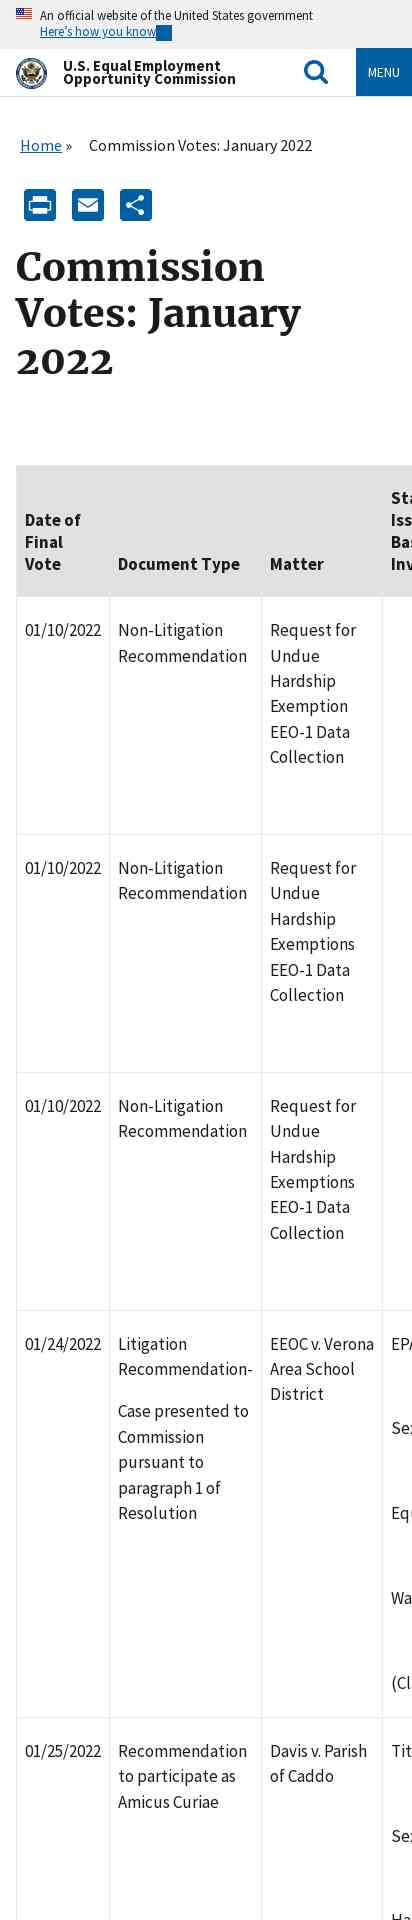 An official website of the United States government
Here's how you know
U.S. Equal Employment
Opportunity Commission
MENU
Home » Commission Votes: January 2022
Commission
Votes: January
2022
Date of
Final
Vote
Document Type
Matter
Sta
Iss
Bas
Inv
01/10/2022
Non-Litigation
Recommendation
Request for
Undue
Hardship
Exemption
EEO-1 Data
Collection
01/10/2022
Non-Litigation
Recommendation
Request for
Undue
Hardship
Exemptions
EEO-1 Data
Collection
01/10/2022
Non-Litigation
Recommendation
Request for
Undue
Hardship
Exemptions
EEO-1 Data
Collection
01/24/2022
Litigation
Recommendation-
Case presented to
Commission
pursuant to
paragraph 1 of
Resolution
EEOC v. Verona
Area School
District
EPA
Sex
Equ
Wa
(Cl
01/25/2022
Recommendation
to participate as
Amicus Curiae
Davis v. Parish
of Caddo
Tit
Sex